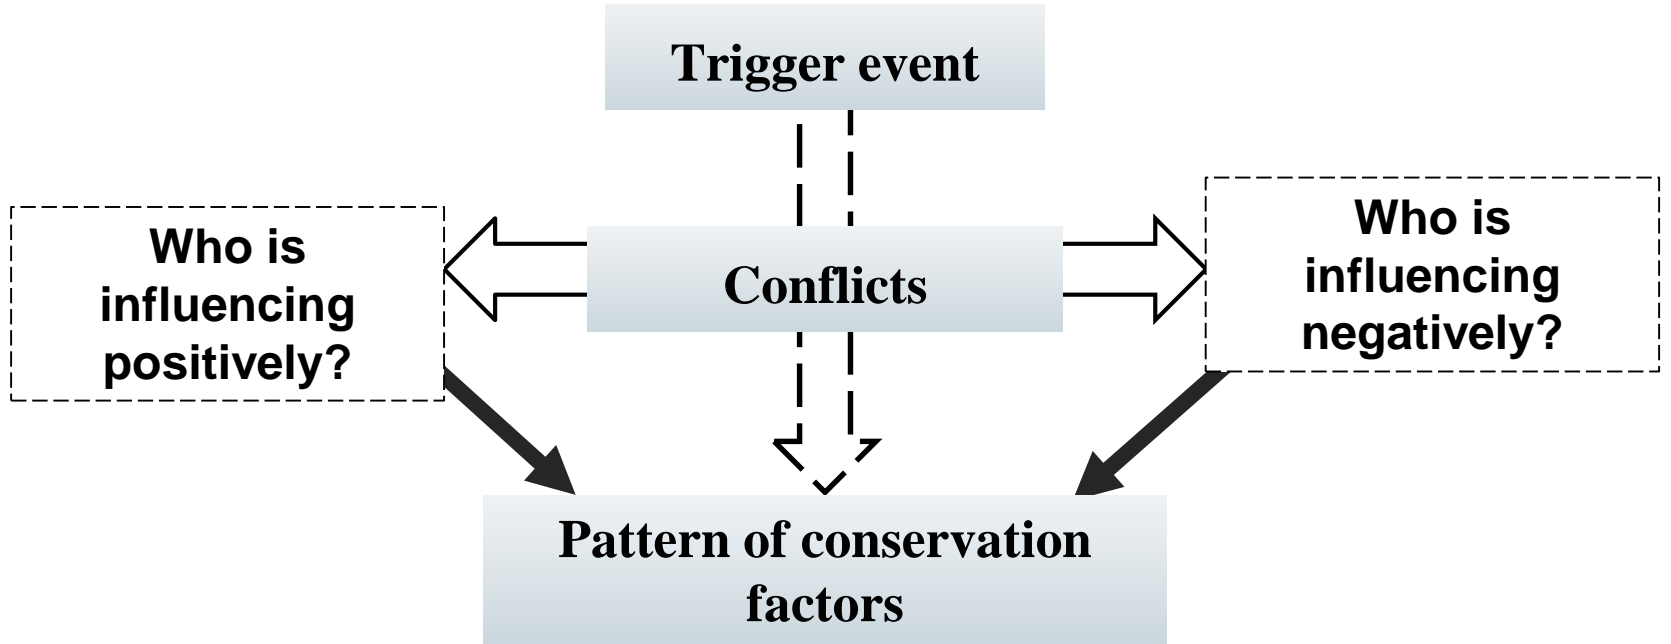 Trigger event
Who is
influencing
positively?
Conflicts
Who is
influencing
negatively?
Pattern of conservation
factors